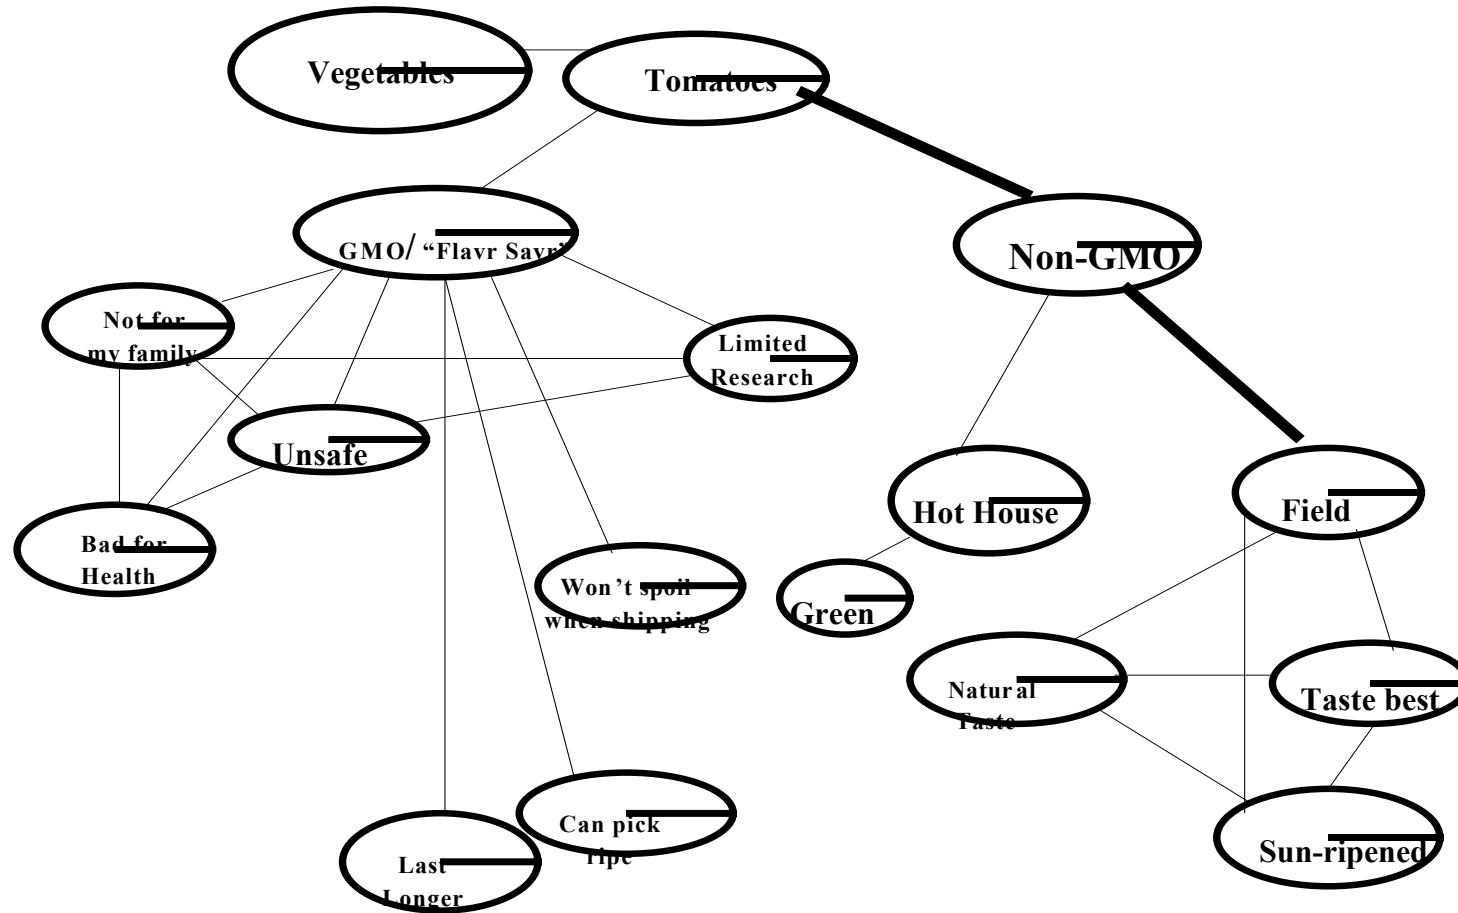 Vegetables
Tomatoes
GMO/ “Flavr Savr”
Non-GMO
Not for
my family
Limited
Research
Unsafe
Hot House
Field
Bad for
Health
Won’t spoil
when shipping
Green
Natural
Taste
Taste best
Can pick
ripe
Last
Longer
Sun-ripened